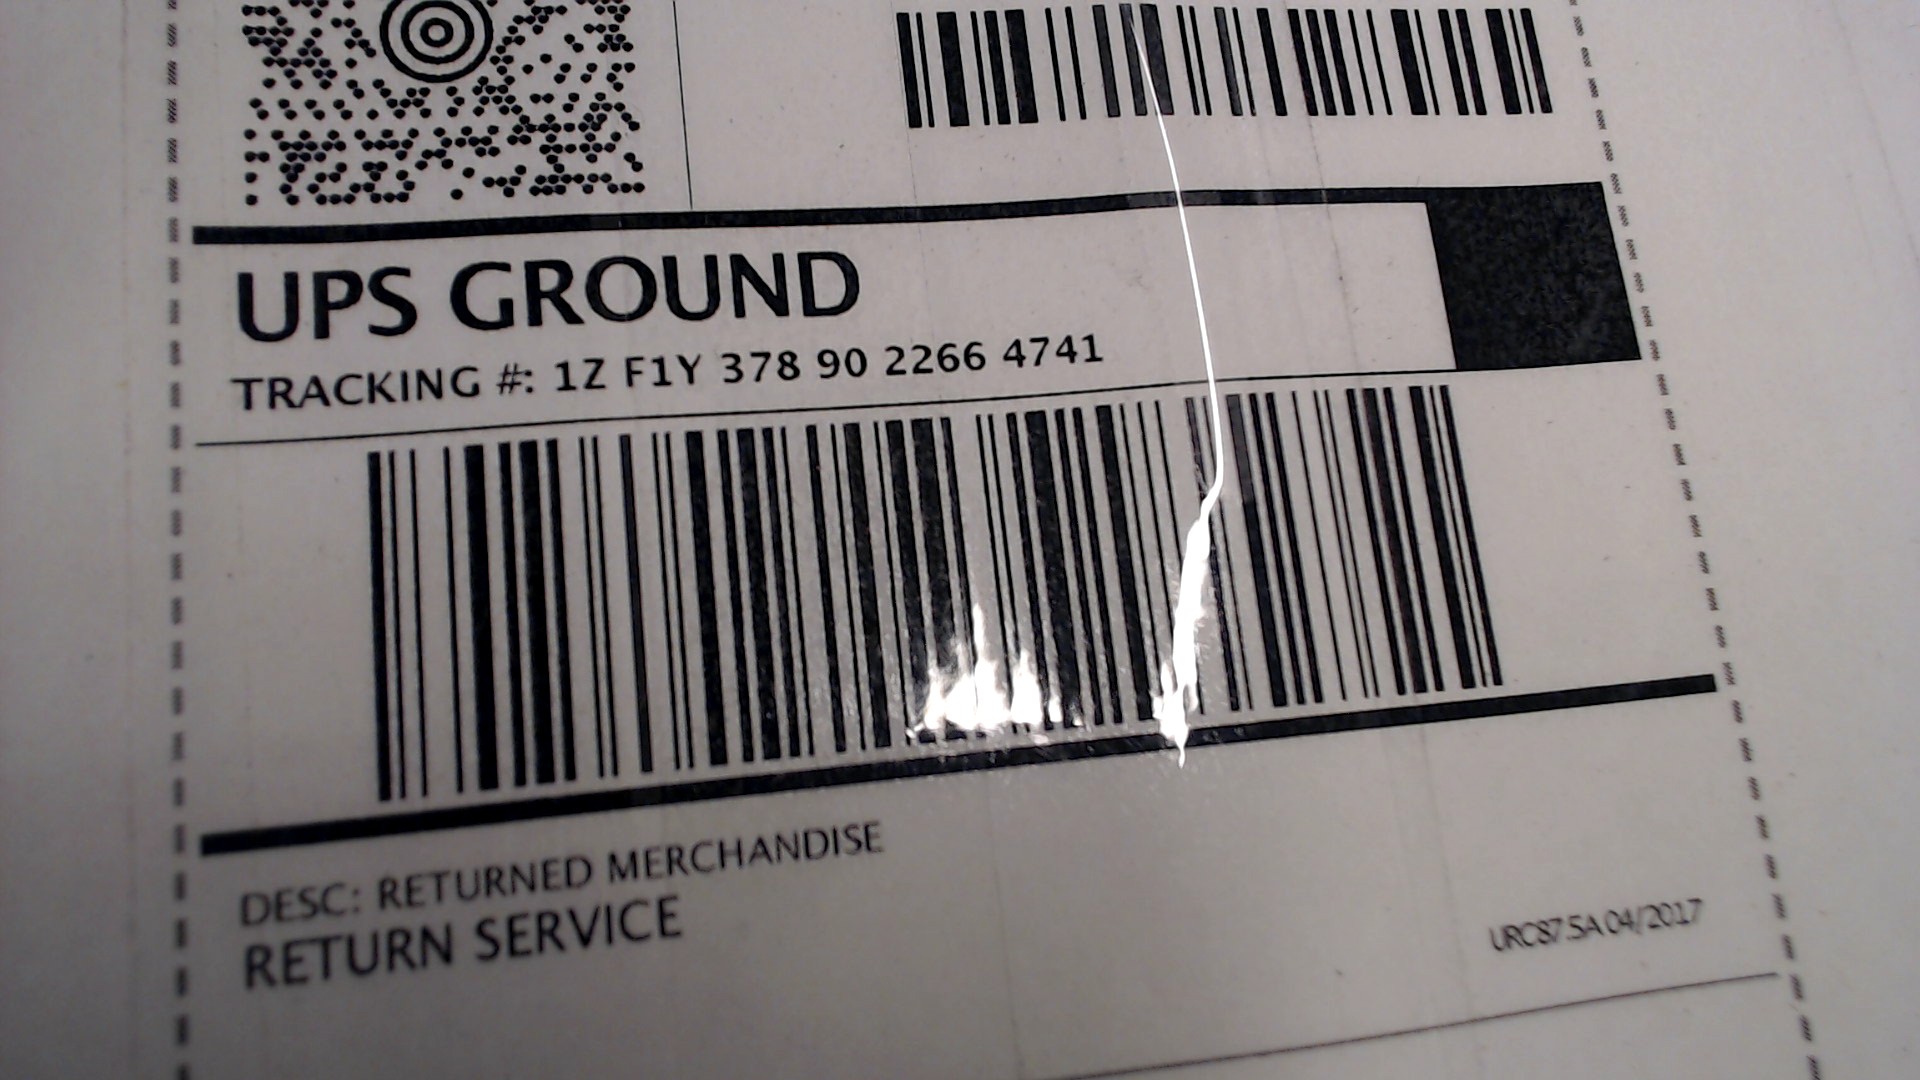 UPS GROUND
TRACKING #: 1Z F1Y 378 90 2266 4741
DESC: RETURNED MERCHANDISE
RETURN SERVICE
URC87.5A 04/2017